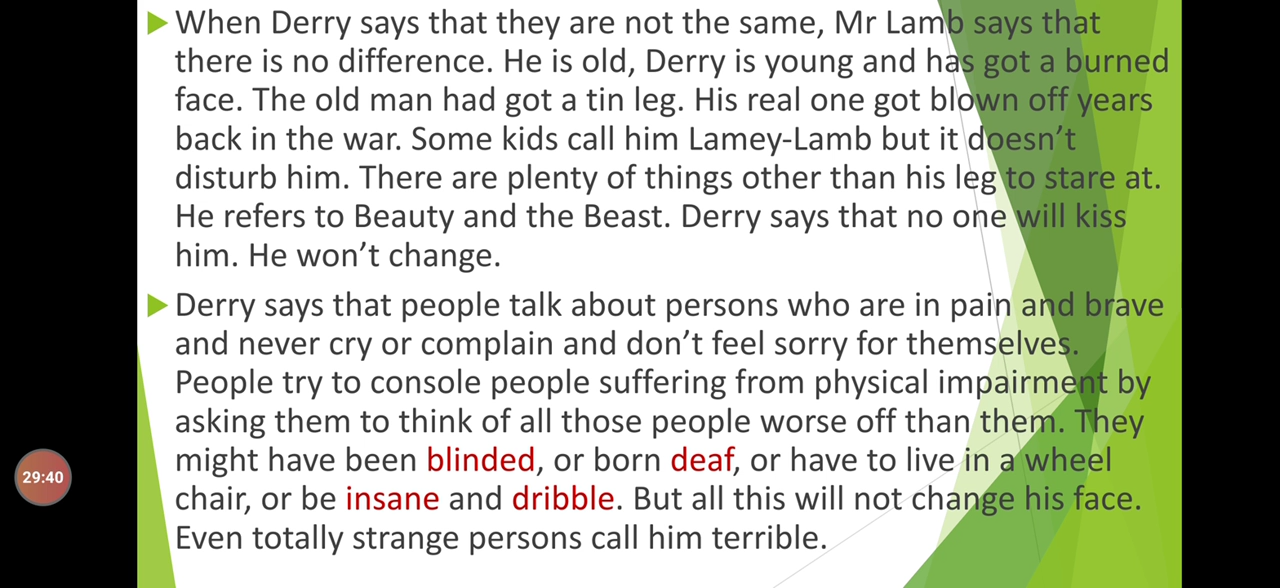 When Derry says that they are not the same, Mr Lamb says that
there is no difference. He is old, Derry is young and has got a burned
face. The old man had got a tin leg. His real one got blown off years
back in the war. Some kids call him Lamey-Lamb but it doesn’t
disturb him. There are plenty of things other than his leg to stare at.
He refers to Beauty and the Beast. Derry says that no one will kiss
him. He won’t change.
Derry says that people talk about persons who are in pain and brave
and never cry or complain and don’t feel sorry for themselves.
People try to console people suffering from physical impairment by
asking them to think of all those people worse off than them. They
might have been blinded, or born deaf, or have to live in a wheel
29:40
chair, or be insane and dribble. But all this will not change his face.
Even totally strange persons call him terrible.